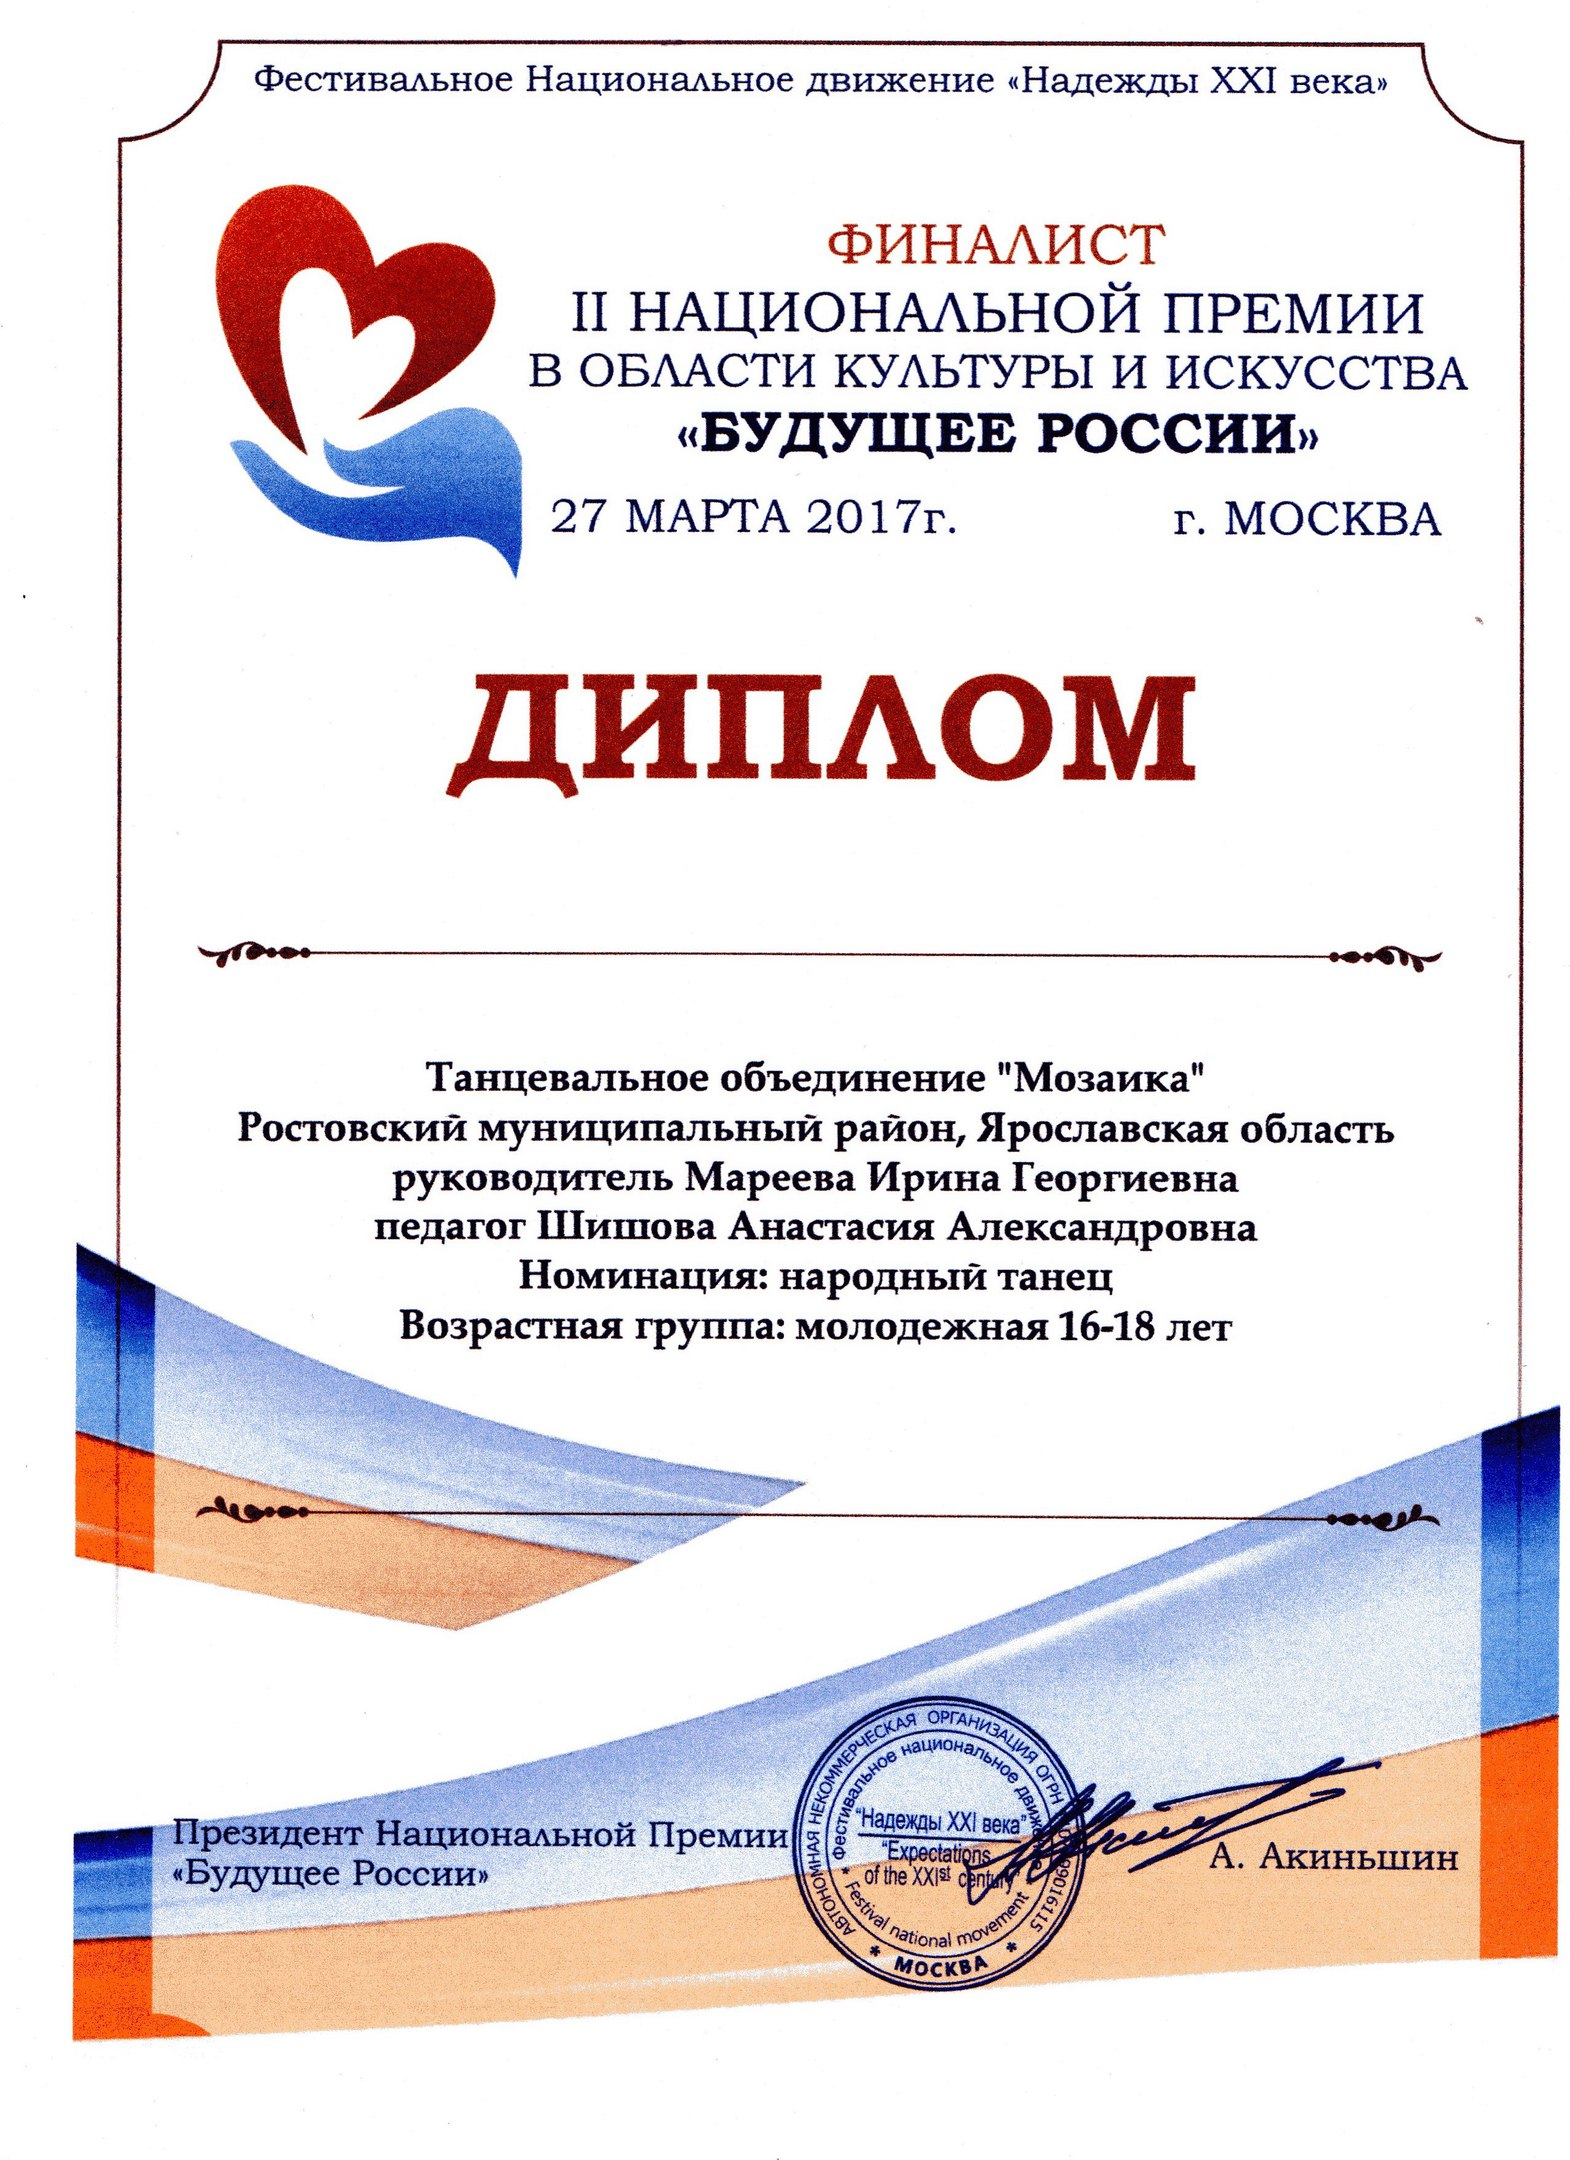 Фестивальное Национальное движение «Надежды XXI века»
ФИНАЛИСТ
II НАЦИОНАЛЬНОЙ ПРЕМИИ
В ОБЛАСТИ КУЛЬТУРЫ И ИСКУССТВА
«БУДУЩЕЕ РОССИИ»
27 МАРТА 2017г. г. МОСКВА
ДИПЛОМ
Танцевальное объединение "Мозаика"
Ростовский муниципальный район, Ярославская область
руководитель Мареева Ирина Георгиевна
педагог Шишова Анастасия Александровна
Номинация: народный танец
Возрастная группа: молодежная 16-18 лет
Президент Национальной Премии
«Будущее России»
АВТОНОМНАЯ НЕКОММЕРЧЕСКАЯ ОРГАНИЗАЦИЯ ОГРН
* Фестивальное национальное
"Надежды XXI века"
"Expectations
of the XXIst century"
Festival national movement
* МОСКВА *
А. Акиньшин